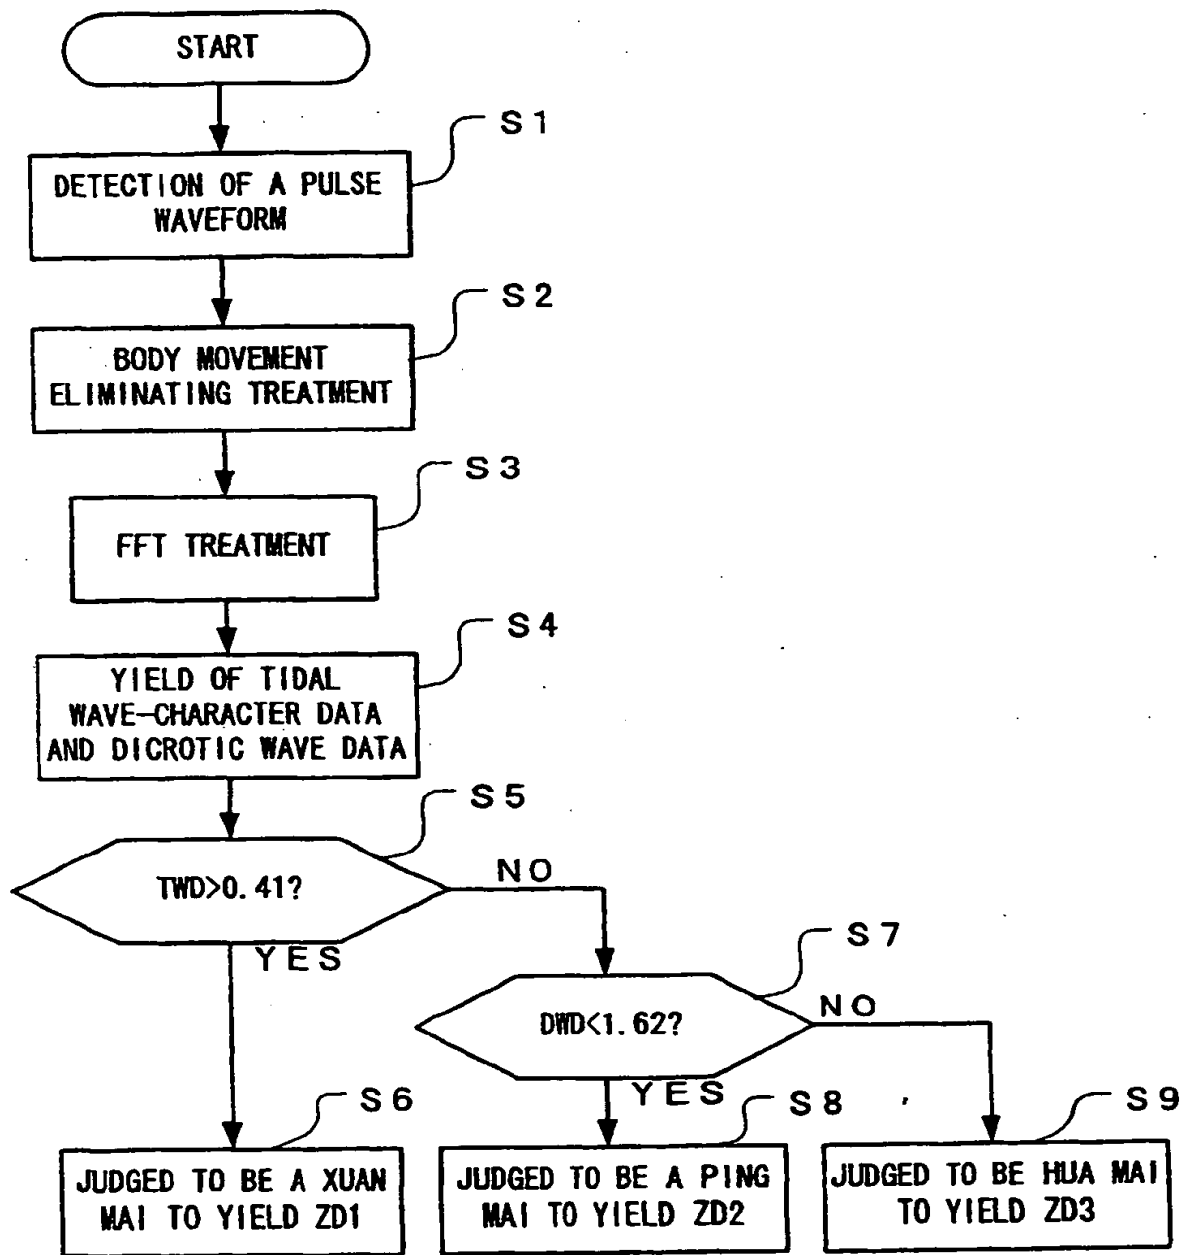 START
S1
DETECTION OF A PULSE
WAVEFORM
S2
BODY MOVEMENT
ELIMINATING TREATMENT
S3
FFT TREATMENT
S4
YIELD OF TIDAL
WAVE-CHARACTER DATA
AND DICROTIC WAVE DATA
S5
TWD>0.41?
NO
YES
S7
DWD<1.62?
NO
YES
S6
JUDGED TO BE A XUAN
MAI TO YIELD ZD1
S8
JUDGED TO BE A PING
MAI TO YIELD ZD2
S9
JUDGED TO BE HUA MAI
TO YIELD ZD3